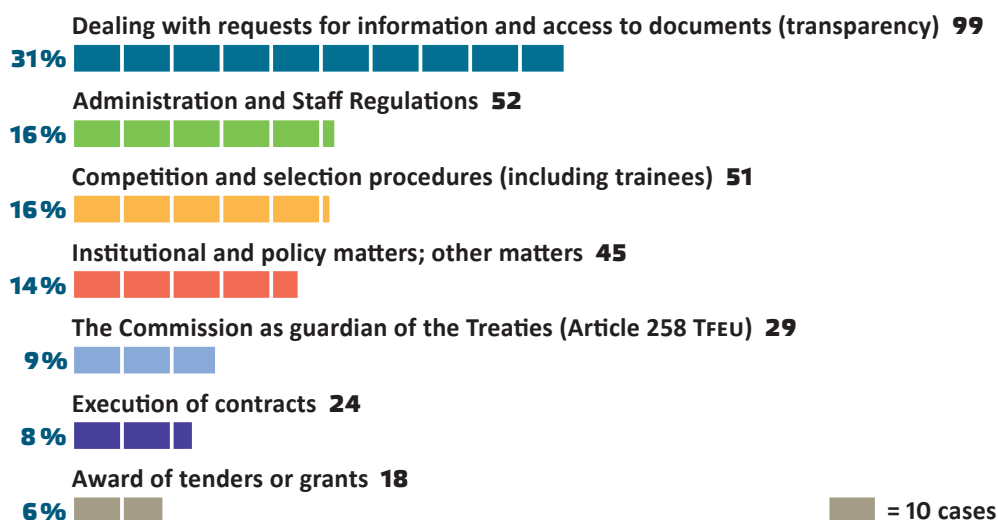 Dealing with requests for information and access to documents (transparency) 99
31%
Administration and Staff Regulations 52
16%
Competition and selection procedures (including trainees) 51
16%
Institutional and policy matters; other matters 45
14%
The Commission as guardian of the Treaties (Article 258 TFEU) 29
9%
Execution of contracts 24
8%
Award of tenders or grants 18
6%
= 10 cases